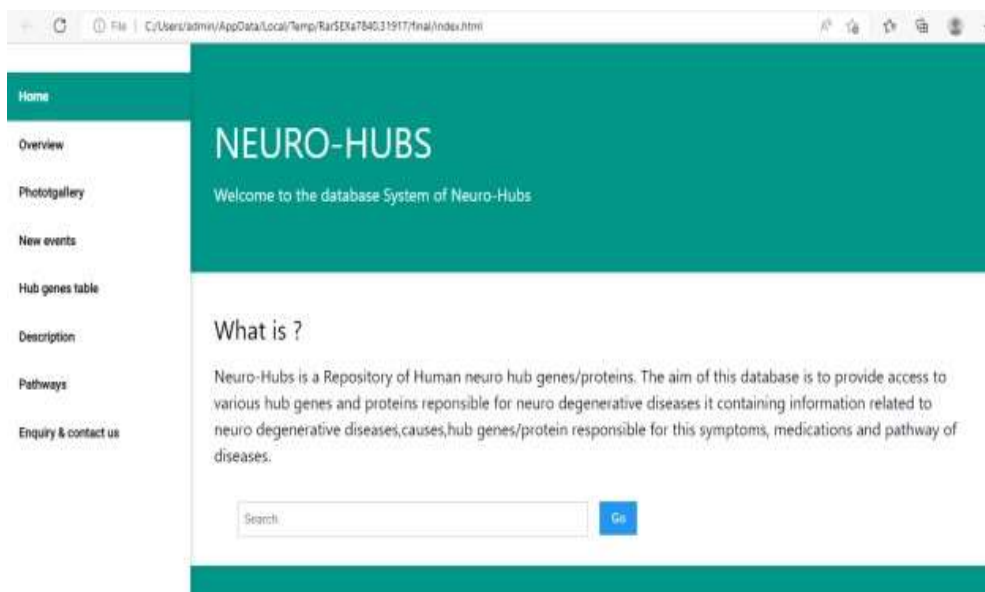 File | C:/Users/admin/AppData/Local/Temp/Rar$EXa7840.31917/final/index.html
Home
Overview
Phototgallery
New events
Hub genes table
Description
Pathways
Enquiry & contact us
NEURO-HUBS
Welcome to the database System of Neuro-Hubs
What is ?
Neuro-Hubs is a Repository of Human neuro hub genes/proteins. The aim of this database is to provide access to
various hub genes and proteins reponsible for neuro degenerative diseases it containing information related to
neuro degenerative diseases,causes,hub genes/protein responsible for this symptoms, medications and pathway of
diseases.
Search
Go